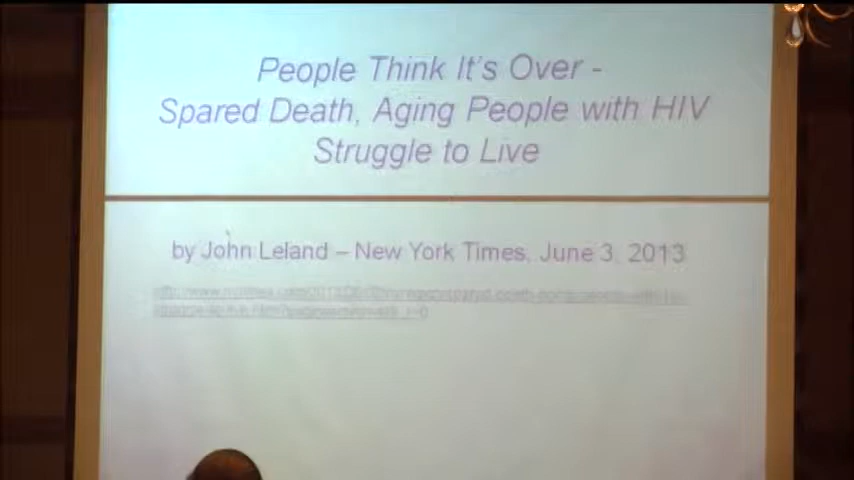 People Think It's Over -
Spared Death, Aging People with HIV
Struggle to Live
by John Leland – New York Times, June 3, 2013